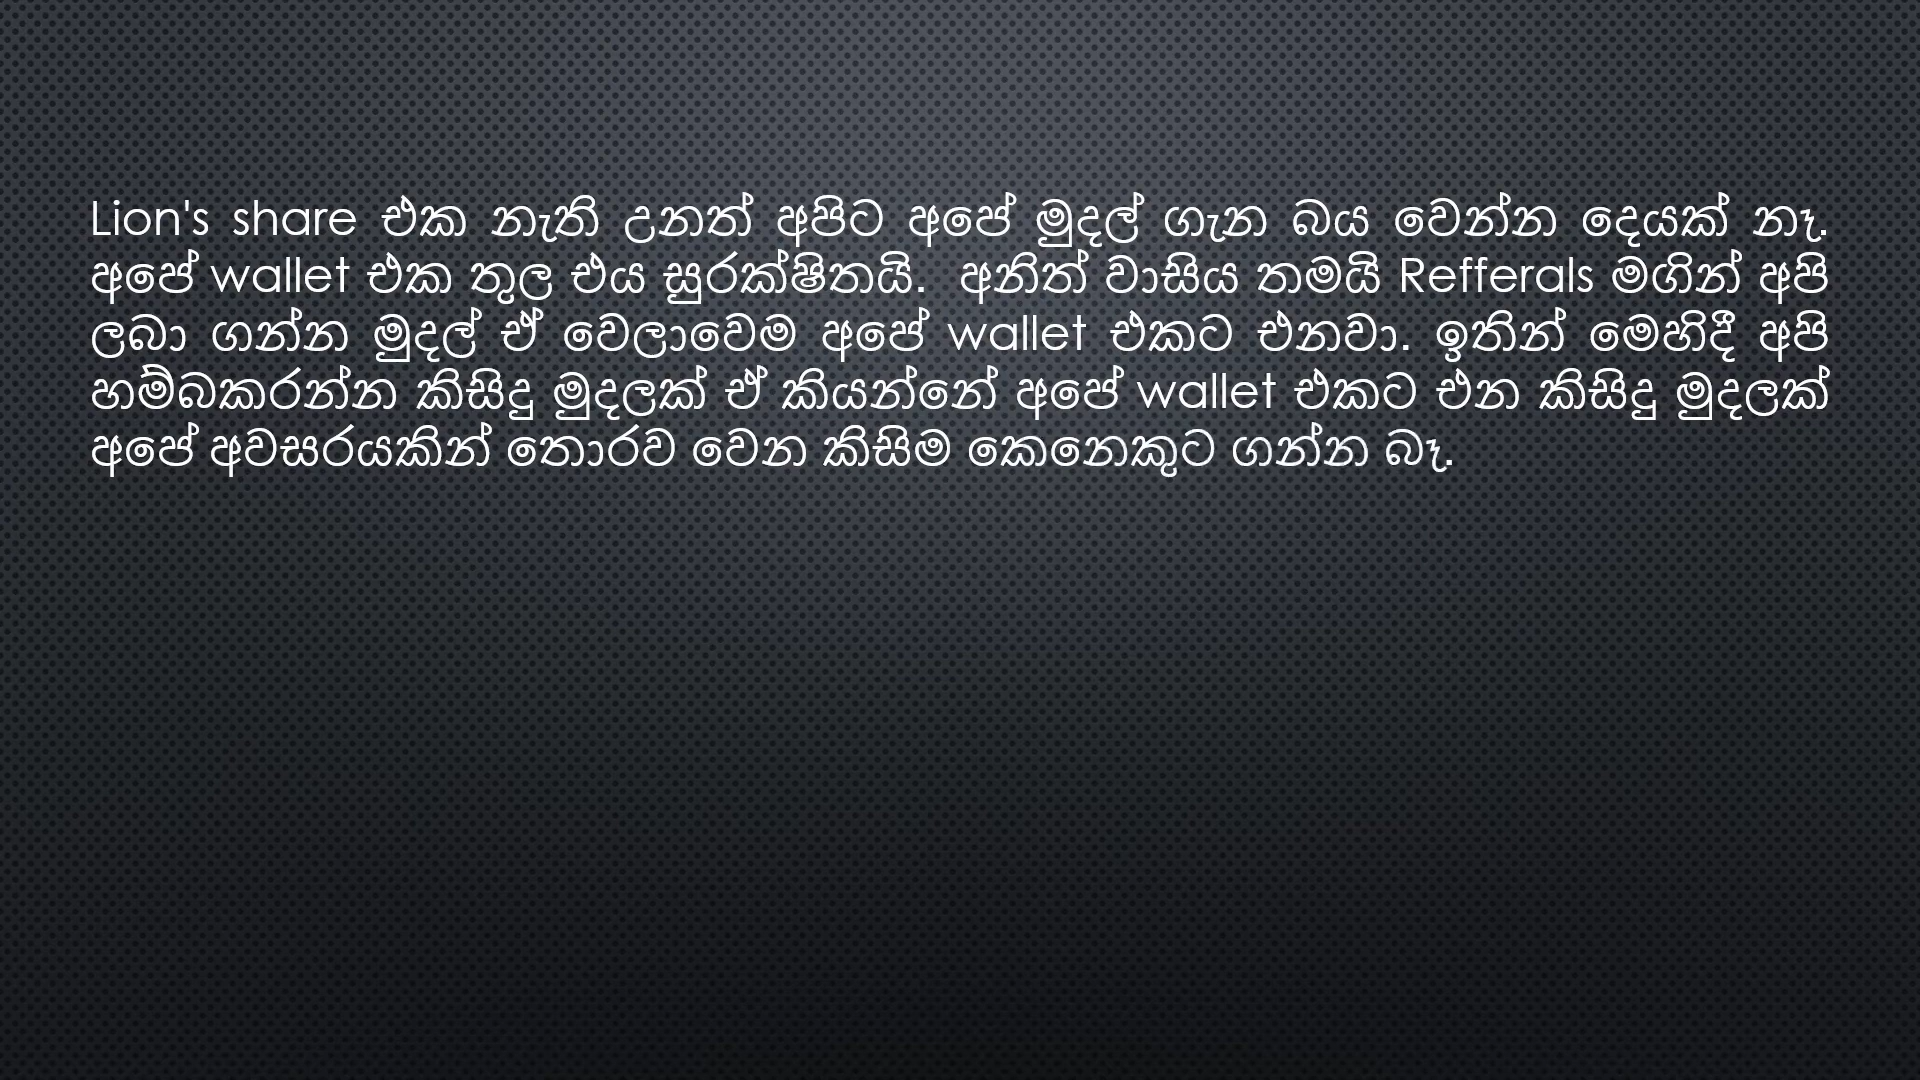 Lion's share එක නැති උනත් අපිට අපේ මුදල් ගැන බය වෙන්න දෙයක් නෑ.
අපේ wallet එක තුල එය සුරක්ෂිතයි. අනිත් වාසිය තමයි Refferals මගින් අපි
ලබා ගන්න මුදල් ඒ වෙලාවෙම අපේ wallet එකට එනවා. ඉතින් මෙහිදී අපි
හම්බකරන්න කිසිදු මුදලක් ඒ කියන්නේ අපේ wallet එකට එන කිසිදු මුදලක්
අපේ අවසරයකින් තොරව වෙන කිසිම කෙනෙකුට ගන්න බෑ.